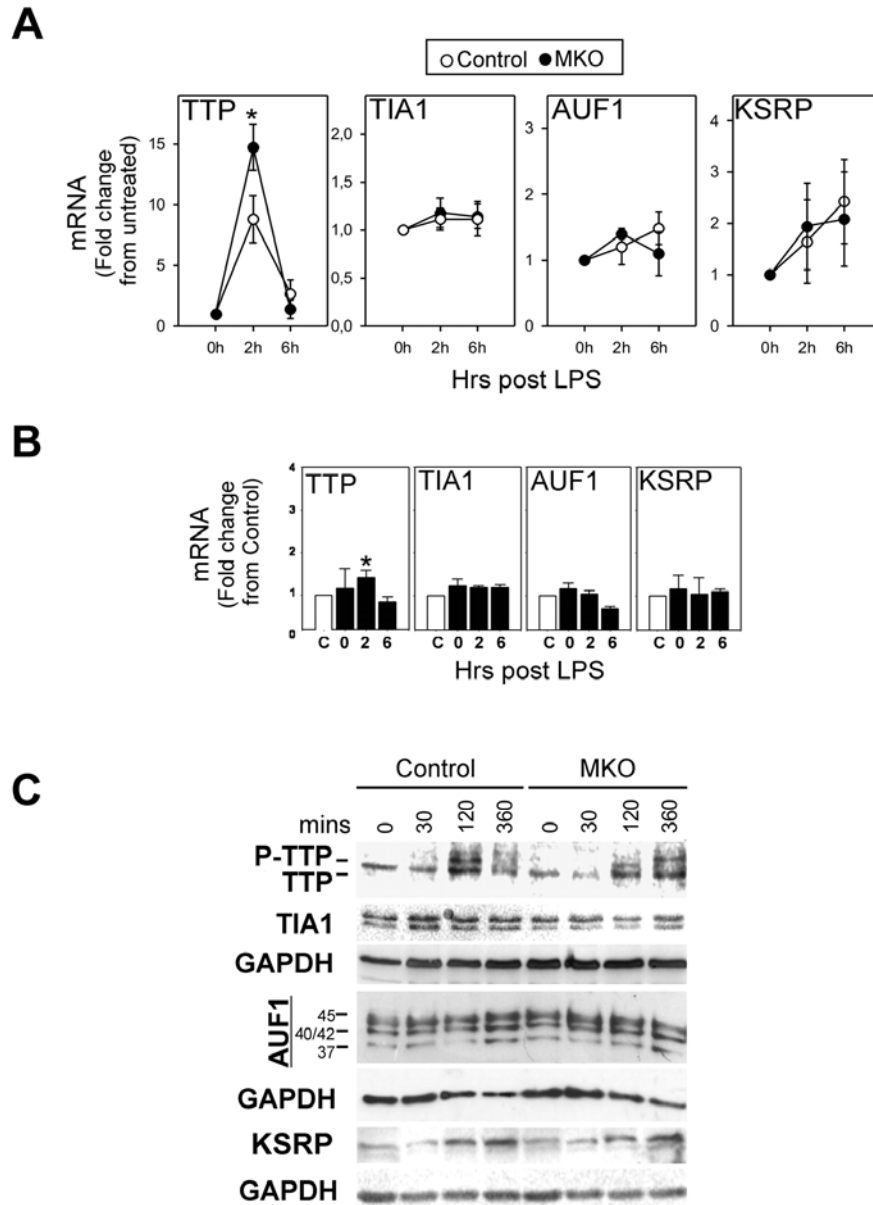 A
Control MKO
TTP TIA1 AUF1 KSRP
mRNA
(Fold change
from untreated)
15
10
5
0
*
2,0
1,0
0,0
3
2
1
0
4
3
2
1
0
0h 2h 6h 0h 2h 6h 0h 2h 6h 0h 2h 6h
Hrs post LPS
B
TTP TIA1 AUF1 KSRP
mRNA
(Fold change
from Control)
4
3
2
1
0
*
C 0 2 6 C 0 2 6 C 0 2 6 C 0 2 6
Hrs post LPS
C
Control MKO
mins 0 30 120 360 0 30 120 360
P-TTP
TTP
TIA1
GAPDH
AUF1
45
40/42
37
GAPDH
KSRP
GAPDH